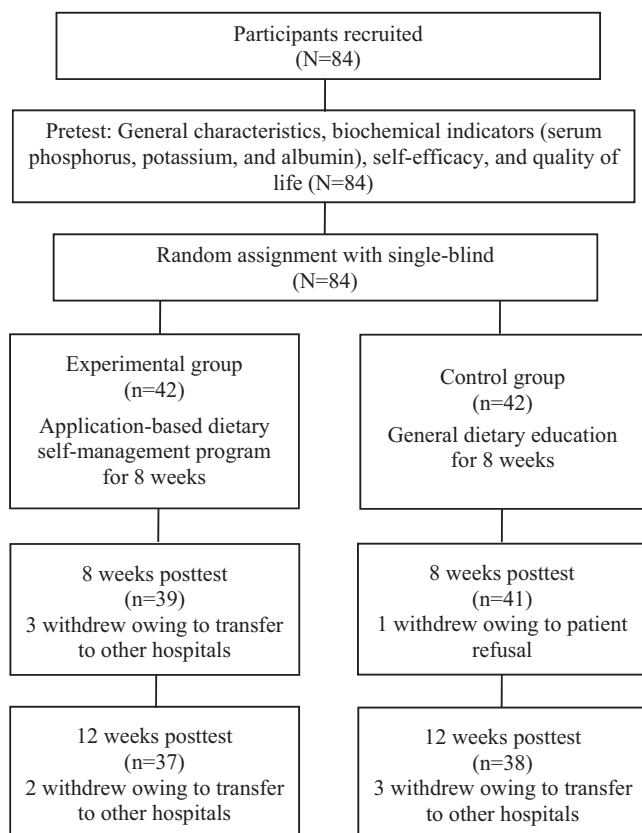 Participants recruited
(N=84)
Pretest: General characteristics, biochemical indicators (serum
phosphorus, potassium, and albumin), self-efficacy, and quality of
life (N=84)
Random assignment with single-blind
(N=84)
Experimental group
(n=42)
Application-based dietary
self-management program
for 8 weeks
Control group
(n=42)
General dietary education
for 8 weeks
8 weeks posttest
(n=39)
3 withdrew owing to transfer
to other hospitals
8 weeks posttest
(n=41)
1 withdrew owing to patient
refusal
12 weeks posttest
(n=37)
2 withdrew owing to transfer
to other hospitals
12 weeks posttest
(n=38)
3 withdrew owing to transfer
to other hospitals